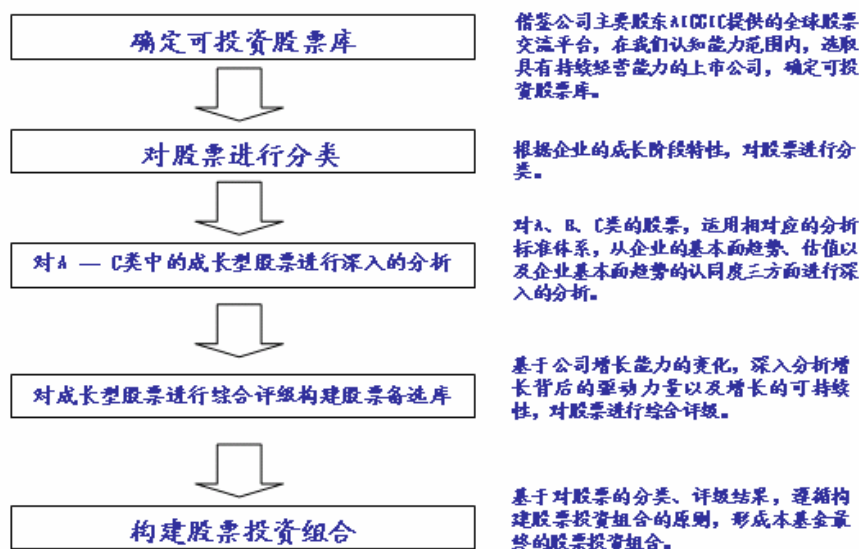 确定可投资股票库
借鉴公司主要股东AIGGIC提供的全球股票
交流平台，在我们认知能力范围内，选取
具有持续经营能力的上市公司，确定可投
资股票库。
对股票进行分类
根据企业的成长阶段特性，对股票进行分
类。
对A — C类中的成长型股票进行深入的分析
对A、B、C类的股票，运用相对应的分析
标准体系，从企业的基本面趋势、估值以
及企业基本面趋势的认同度三方面进行深
入的分析。
对成长型股票进行综合评级构建股票备选库
基于公司增长能力的变化，深入分析增
长背后的驱动力量以及增长的可持续
性，对股票进行综合评级。
构建股票投资组合
基于对股票的分类、评级结果，遵循构
建股票投资组合的原则，形成本基金最
终的股票投资组合。